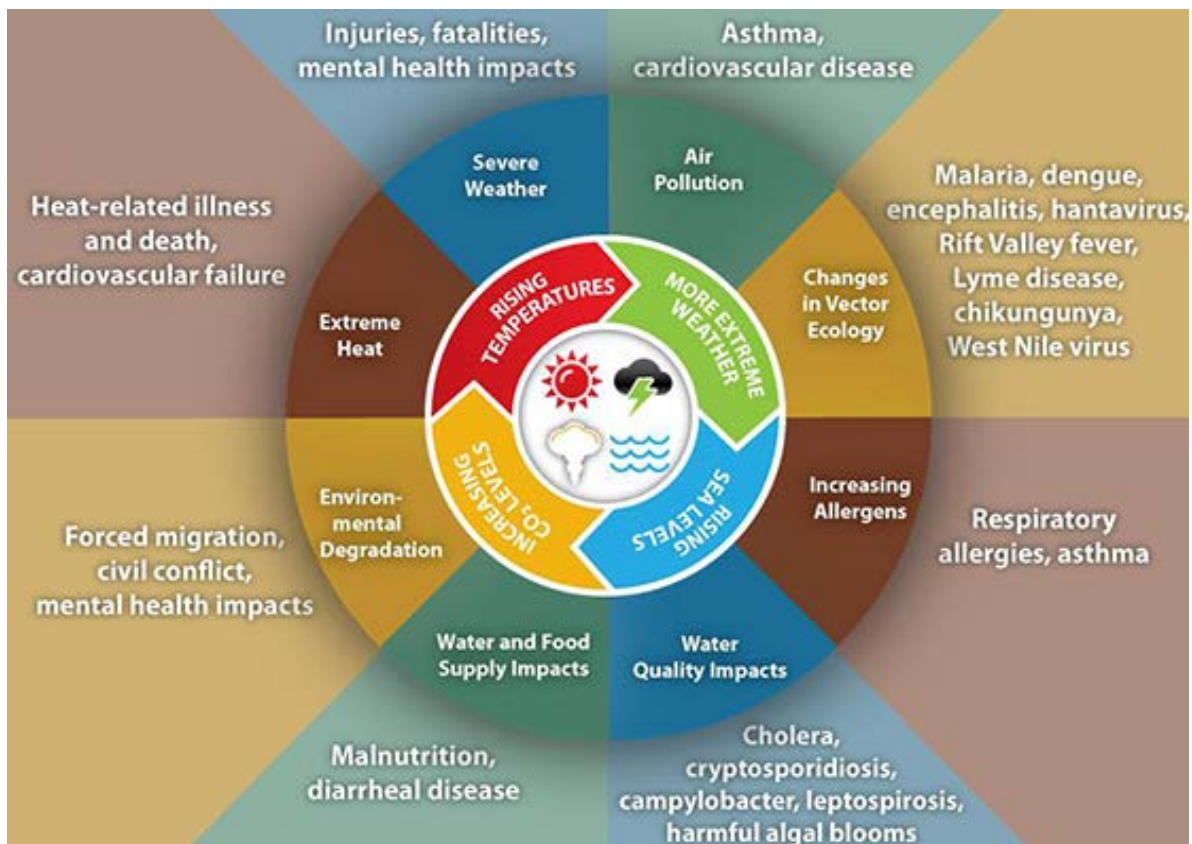 Injuries, fatalities,
mental health impacts
Asthma,
cardiovascular disease
Severe
Weather
Air
Pollution
Heat-related illness
and death,
cardiovascular failure
Malaria, dengue,
encephalitis, hantavirus,
Rift Valley fever,
Lyme disease,
chikungunya,
West Nile virus
Extreme
Heat
Changes
in Vector
Ecology
RISING
TEMPERATURES
MORE EXTREME
WEATHER
INCREASING
CO₂ LEVELS
RISING
SEA LEVELS
Environ-
mental
Degradation
Increasing
Allergens
Forced migration,
civil conflict,
mental health impacts
Respiratory
allergies, asthma
Water and Food
Supply Impacts
Water
Quality Impacts
Malnutrition,
diarrheal disease
Cholera,
cryptosporidiosis,
campylobacter, leptospirosis,
harmful algal blooms